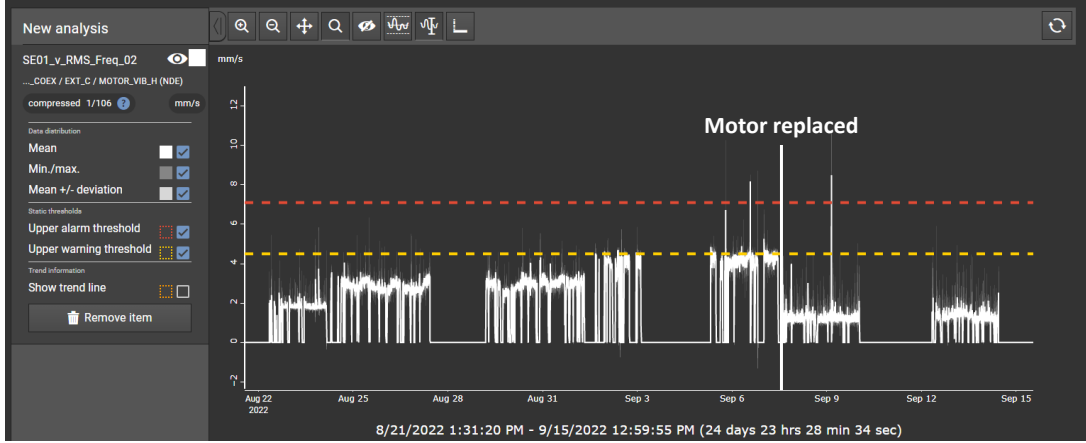 New analysis
SE01_v_RMS_Freq_02
..._COEX / EXT_C / MOTOR_VIB_H (NDE)
compressed 1/106 ?
mm/s
Data distribution
Mean
Min./max.
Mean +/- deviation
Static thresholds
Upper alarm threshold
Upper warning threshold
Trend information
Show trend line
Remove item
mm/s
12
10
8
6
4
2
0
−2
Motor replaced
Aug 22
2022
Aug 25
Aug 28
Aug 31
Sep 3
Sep 6
Sep 9
Sep 12
Sep 15
8/21/2022 1:31:20 PM - 9/15/2022 12:59:55 PM (24 days 23 hrs 28 min 34 sec)